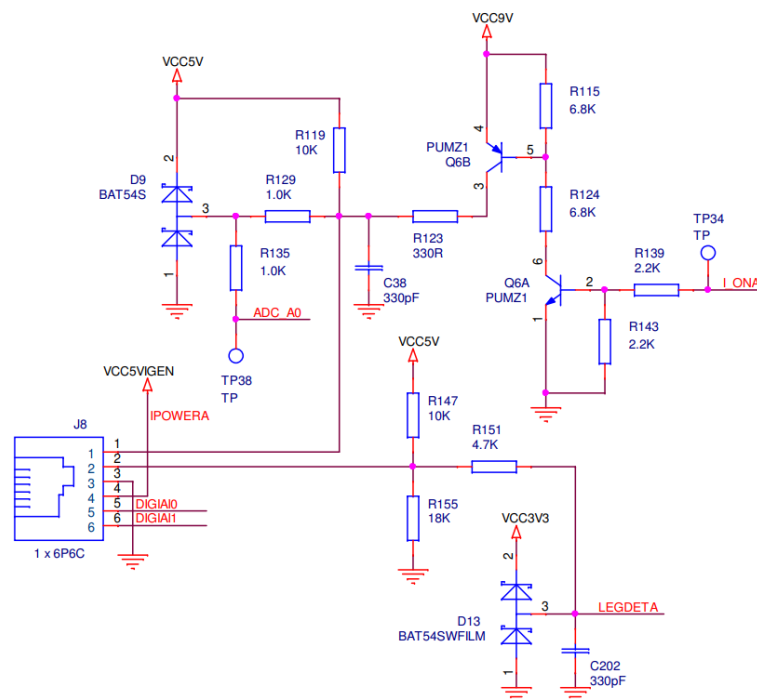 VCC9V
VCC5V
R115
6.8K
4
R119
10K
PUMZ1
Q6B
5
2
D9
BAT54S
R129
1.0K
3
R124
6.8K
3
TP34
TP
R123
330R
R135
1.0K
6
R139
2.2K
C38
330pF
Q6A
PUMZ1
2
I_ONA
1
1
R143
2.2K
ADC_A0
VCC5V
TP38
TP
VCC5VIGEN
R147
10K
IPOWERA
J8
R151
4.7K
1
1
2
2
3
3
4
4
5
5
DIGIAI0
6
6
DIGIAI1
R155
18K
VCC3V3
1 x 6P6C
2
3
LEGDETA
D13
BAT54SWFILM
1
C202
330pF